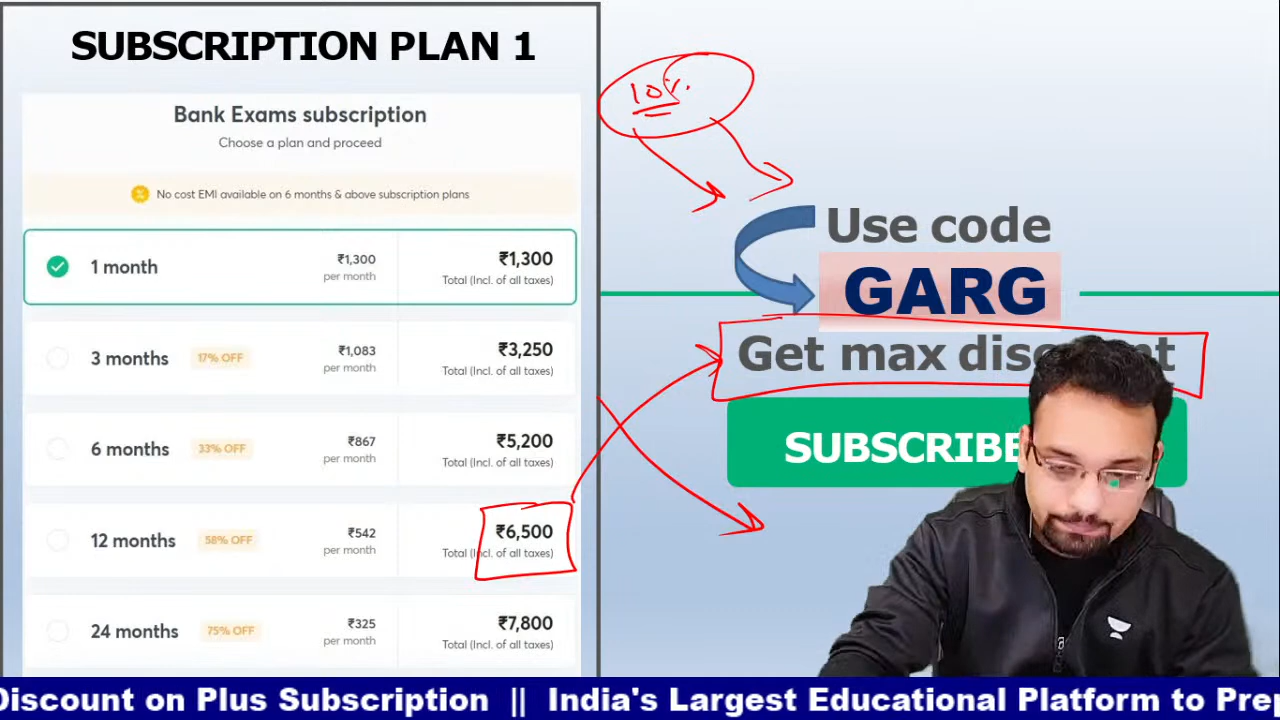 SUBSCRIPTION PLAN 1
Bank Exams subscription
Choose a plan and proceed
No cost EMI available on 6 months & above subscription plans
1 month ₹1,300 ₹1,300
per month Total (Incl. of all taxes)
3 months 17% OFF ₹1,083 ₹3,250
per month Total (Incl. of all taxes)
6 months 33% OFF ₹867 ₹5,200
per month Total (Incl. of all taxes)
12 months 58% OFF ₹542 ₹6,500
per month Total (Incl. of all taxes)
24 months 75% OFF ₹325 ₹7,800
per month Total (Incl. of all taxes)
10%
Use code
GARG
Get max
SUBSCRIBE
Discount on Plus Subscription || India's Largest Educational Platform to Prep